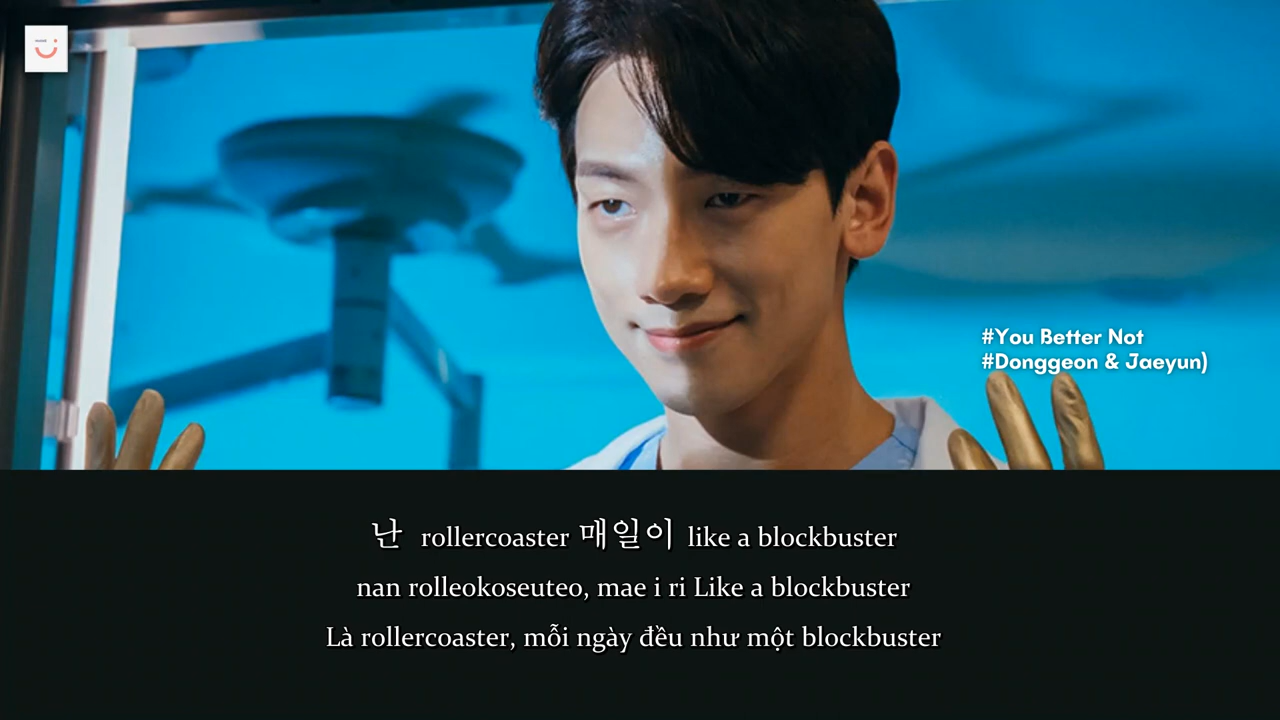 #You Better Not
#Donggeon & Jaeyun)
난 rollercoaster 매일이 like a blockbuster
nan rolleokoseuteo, mae i ri Like a blockbuster
Là rollercoaster, mỗi ngày đều như một blockbuster